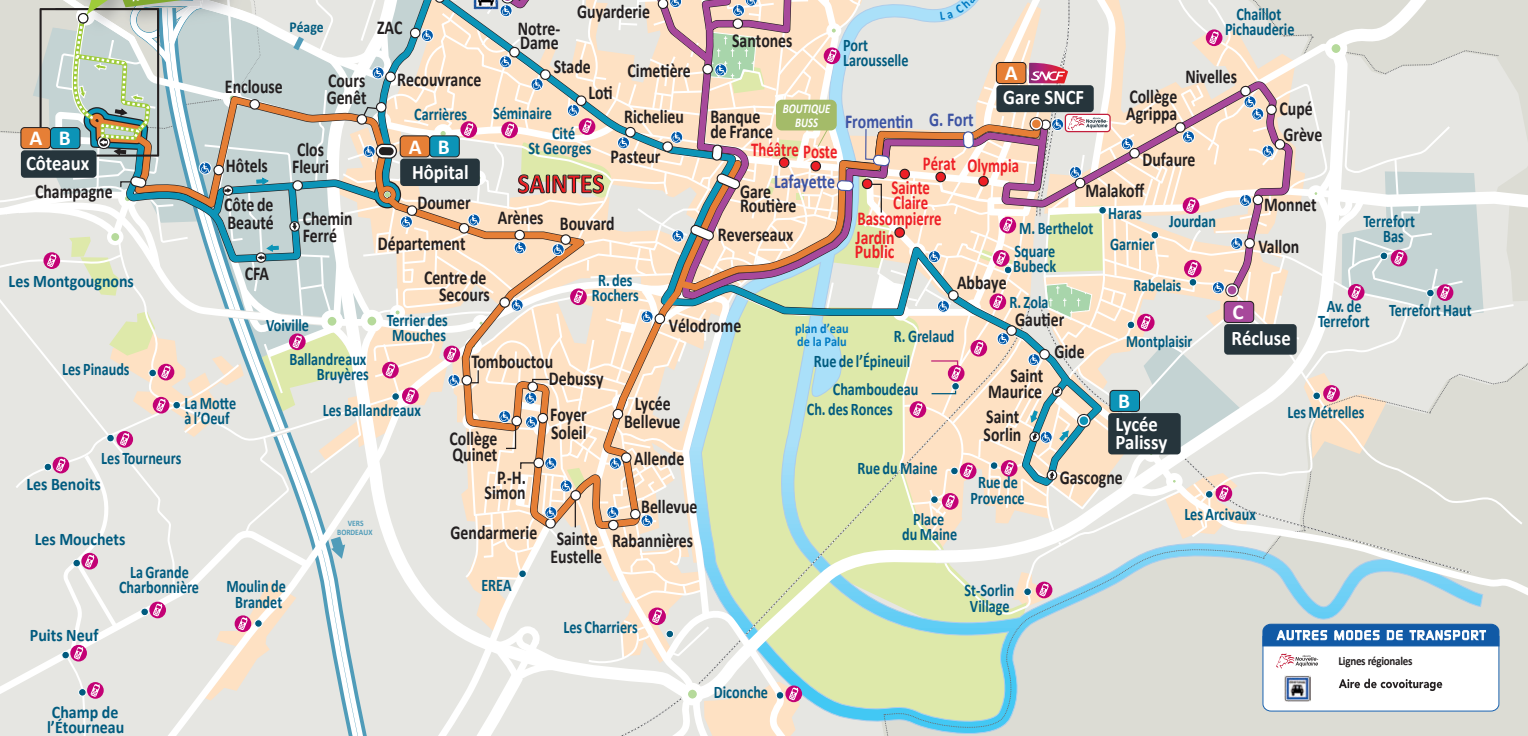 Guyarderie
La Cha
Chaillot
Pichauderie
Péage
ZAC
Notre-
Dame
Santones
Port
Larousselle
Stade
Cimetière
Recouvrance
Cours
Genêt
Enclouse
Loti
A SNCF
Gare SNCF
Nivelles
Collège
Agrippa
Cupé
Grève
BOUTIQUE
BUSS
Carrières
Séminaire
Richelieu
Cité
St Georges
Banque
de France
Fromentin
G. Fort
Nouvelle-
Aquitaine
A B
Côteaux
A B
Hôpital
Pasteur
Théâtre
Poste
Lafayette
Pérat
Olympia
Dufaure
Malakoff
Champagne
Hôtels
Clos
Fleuri
SAINTES
Gare
Routière
Sainte
Claire
Bassompierre
Jardin
Public
Côte de
Beauté
Chemin
Ferré
CFA
Doumer
Département
Arènes
Bouvard
Reverseaux
M. Berthelot
Haras
Garnier
Jourdan
Monnet
Vallon
Terrefort
Bas
Les Montgougnons
Centre de
Secours
R. des
Rochers
Square
Bubeck
Abbaye
R. Zola
Rabelais
C
Récluse
Av. de
Terrefort
Terrefort Haut
Voiville
Terrier des
Mouches
Vélodrome
plan d'eau
de la Palu
R. Grelaud
Gautier
Montplaisir
Ballandreaux
Bruyères
Tombouctou
Debussy
Rue de l'Épineuil
Chamboudeau
Ch. des Ronces
Gide
Saint
Maurice
Les Pinauds
La Motte
à l'Oeuf
Les Ballandreaux
Collège
Quinet
Foyer
Soleil
Lycée
Bellevue
Saint
Sorlin
B
Lycée
Palissy
Les Métrelles
Les Tourneurs
Les Benoits
P.-H.
Simon
Allende
Rue du Maine
Rue de
Provence
Gascogne
Gendarmerie
Sainte
Eustelle
Bellevue
Rabannières
Place
du Maine
Les Arcivaux
VERS
BORDEAUX
Les Mouchets
La Grande
Charbonnière
Moulin de
Brandet
EREA
St-Sorlin
Village
Puits Neuf
Les Charriers
Champ de
l'Étourneau
Diconche
AUTRES MODES DE TRANSPORT
Nouvelle-
Aquitaine
Lignes régionales
Aire de covoiturage